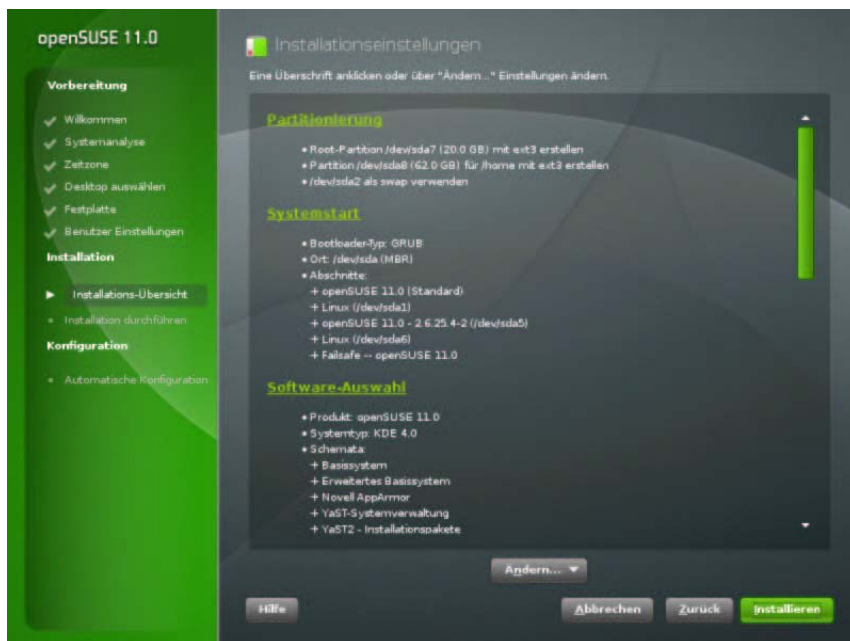 openSUSE 11.0
Vorbereitung
Willkommen
Systemanalyse
Zeitzone
Desktop auswählen
Festplatte
Benutzer Einstellungen
Installation
Installations-Übersicht
Installation durchführen
Konfiguration
Automatische Konfiguration
Installationseinstellungen
Eine Überschrift anklicken oder über "Ändern..." Einstellungen ändern.
Partitionierung
• Root-Partition /dev/sda7 (20.0 GB) mit ext3 erstellen
• Partition /dev/sda8 (62.0 GB) für /home mit ext3 erstellen
• /dev/sda2 als swap verwenden
Systemstart
• Bootloader-Typ: GRUB
• Ort: /dev/sda (MBR)
• Abschnitte:
+ openSUSE 11.0 (Standard)
+ Linux (/dev/sda1)
+ openSUSE 11.0 - 2.6.25.4-2 (/dev/sda5)
+ Linux (/dev/sda6)
+ Failsafe -- openSUSE 11.0
Software-Auswahl
• Produkt: openSUSE 11.0
• Systemtyp: KDE 4.0
• Schemata:
+ Basissystem
+ Erweitertes Basissystem
+ Novell AppArmor
+ YaST-Systemverwaltung
+ YaST2 - Installationspakete
Ändern...
Hilfe
Abbrechen
Zurück
Installieren